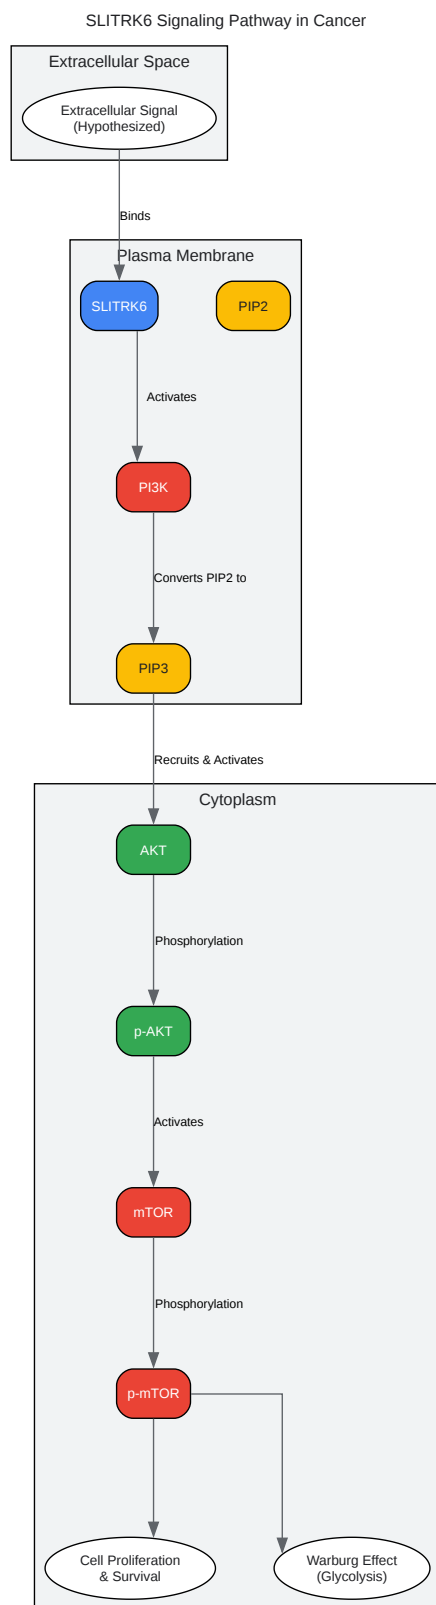 SLITRK6 Signaling Pathway in Cancer
Extracellular Space
Extracellular Signal
(Hypothesized)
Binds
Plasma Membrane
SLITRK6
PIP2
Activates
PI3K
Converts PIP2 to
PIP3
Recruits & Activates
Cytoplasm
AKT
Phosphorylation
p-AKT
Activates
mTOR
Phosphorylation
p-mTOR
Cell Proliferation
& Survival
Warburg Effect
(Glycolysis)